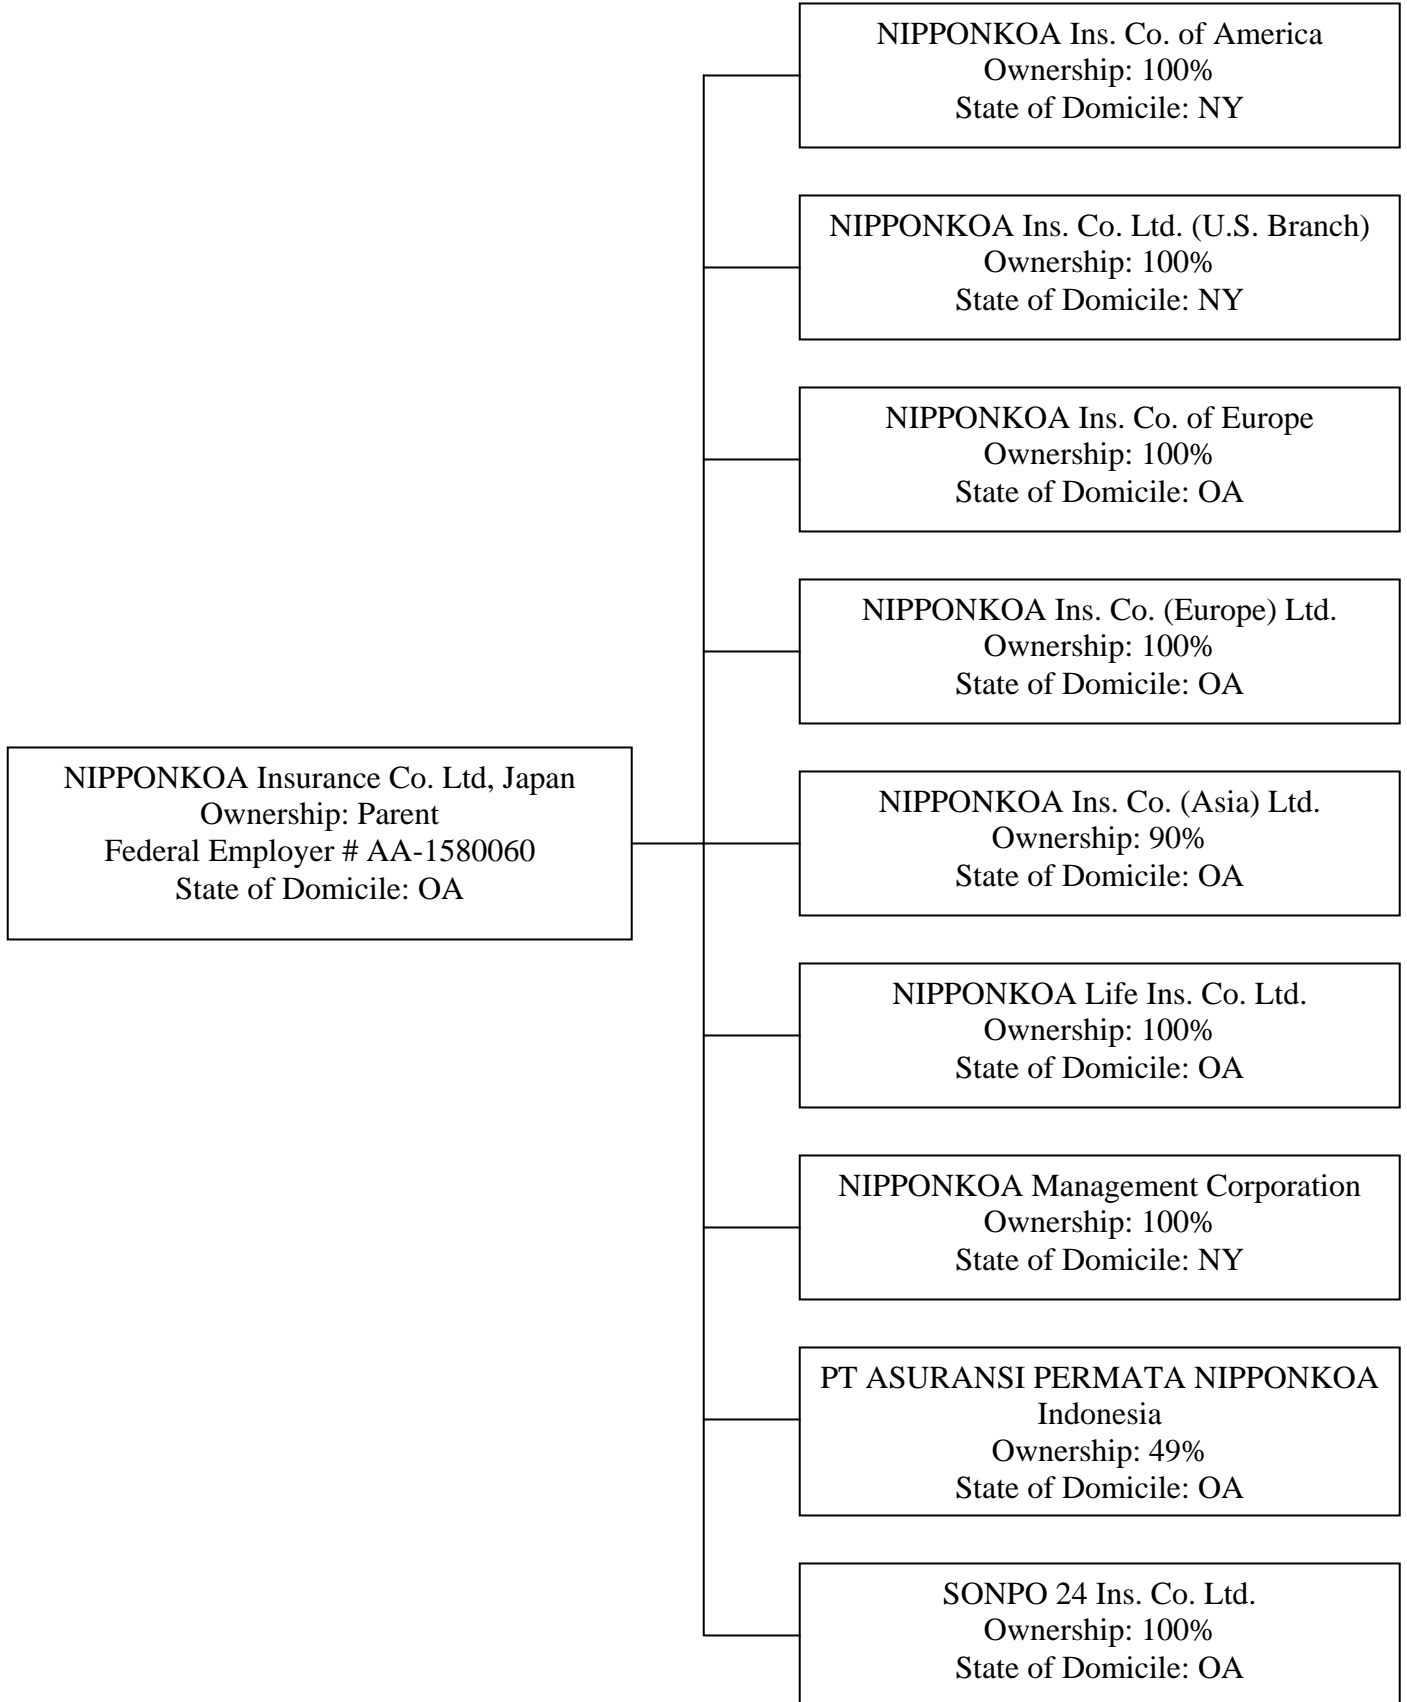 NIPPONKOA Ins. Co. of America
Ownership: 100%
State of Domicile: NY
NIPPONKOA Ins. Co. Ltd. (U.S. Branch)
Ownership: 100%
State of Domicile: NY
NIPPONKOA Ins. Co. of Europe
Ownership: 100%
State of Domicile: OA
NIPPONKOA Ins. Co. (Europe) Ltd.
Ownership: 100%
State of Domicile: OA
NIPPONKOA Insurance Co. Ltd, Japan
Ownership: Parent
Federal Employer # AA-1580060
State of Domicile: OA
NIPPONKOA Ins. Co. (Asia) Ltd.
Ownership: 90%
State of Domicile: OA
NIPPONKOA Life Ins. Co. Ltd.
Ownership: 100%
State of Domicile: OA
NIPPONKOA Management Corporation
Ownership: 100%
State of Domicile: NY
PT ASURANSI PERMATA NIPPONKOA
Indonesia
Ownership: 49%
State of Domicile: OA
SONPO 24 Ins. Co. Ltd.
Ownership: 100%
State of Domicile: OA